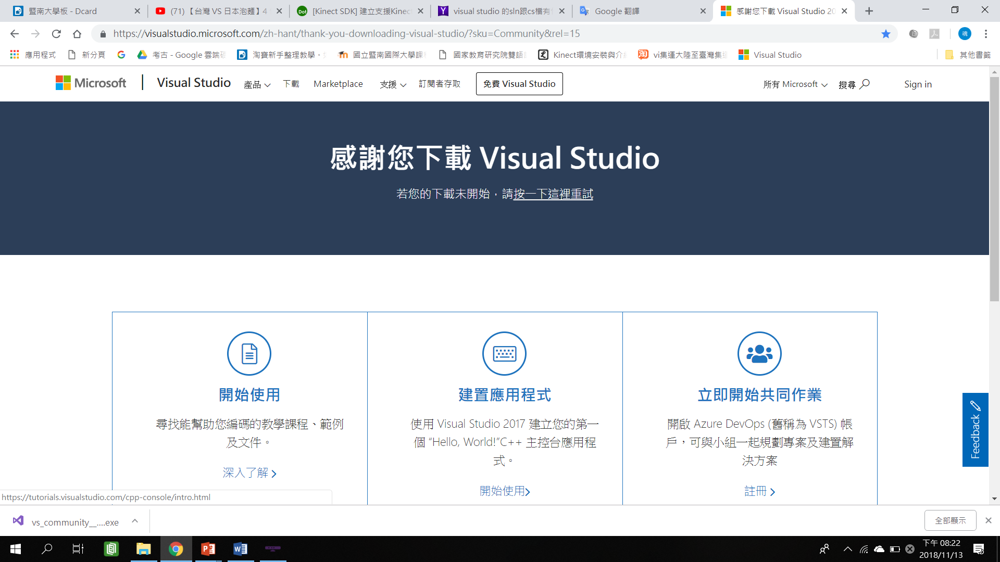 暨南大學板 - Dcard
(71) 【台灣 VS 日本泡麵】4
[Kinect SDK] 建立支援Kinec
visual studio 的sln跟cs檔有
Google 翻譯
感謝您下載 Visual Studio 20
https://visualstudio.microsoft.com/zh-hant/thank-you-downloading-visual-studio/?sku=Community&rel=15
魂
應用程式
新分頁
考古 - Google 雲端硬
淘寶新手整理教學。
國立暨南國際大學課
國家教育研究院雙語
Kinect環境安裝與介
vi集運大陸至臺灣集運
Visual Studio
其他書籤
Microsoft
Visual Studio
產品
下載
Marketplace
支援
訂閱者存取
免費 Visual Studio
所有 Microsoft
搜尋
Sign in
感謝您下載 Visual Studio
若您的下載未開始，請按一下這裡重試
開始使用
尋找能幫助您編碼的教學課程、範例
及文件。
深入了解
建置應用程式
使用 Visual Studio 2017 建立您的第一
個 “Hello, World!”C++ 主控台應用程
式。
開始使用
立即開始共同作業
開啟 Azure DevOps (舊稱為 VSTS) 帳
戶，可與小組一起規劃專案及建置解
決方案
註冊
Feedback
https://tutorials.visualstudio.com/cpp-console/intro.html
vs_community__....exe
全部顯示
下午 08:22
2018/11/13